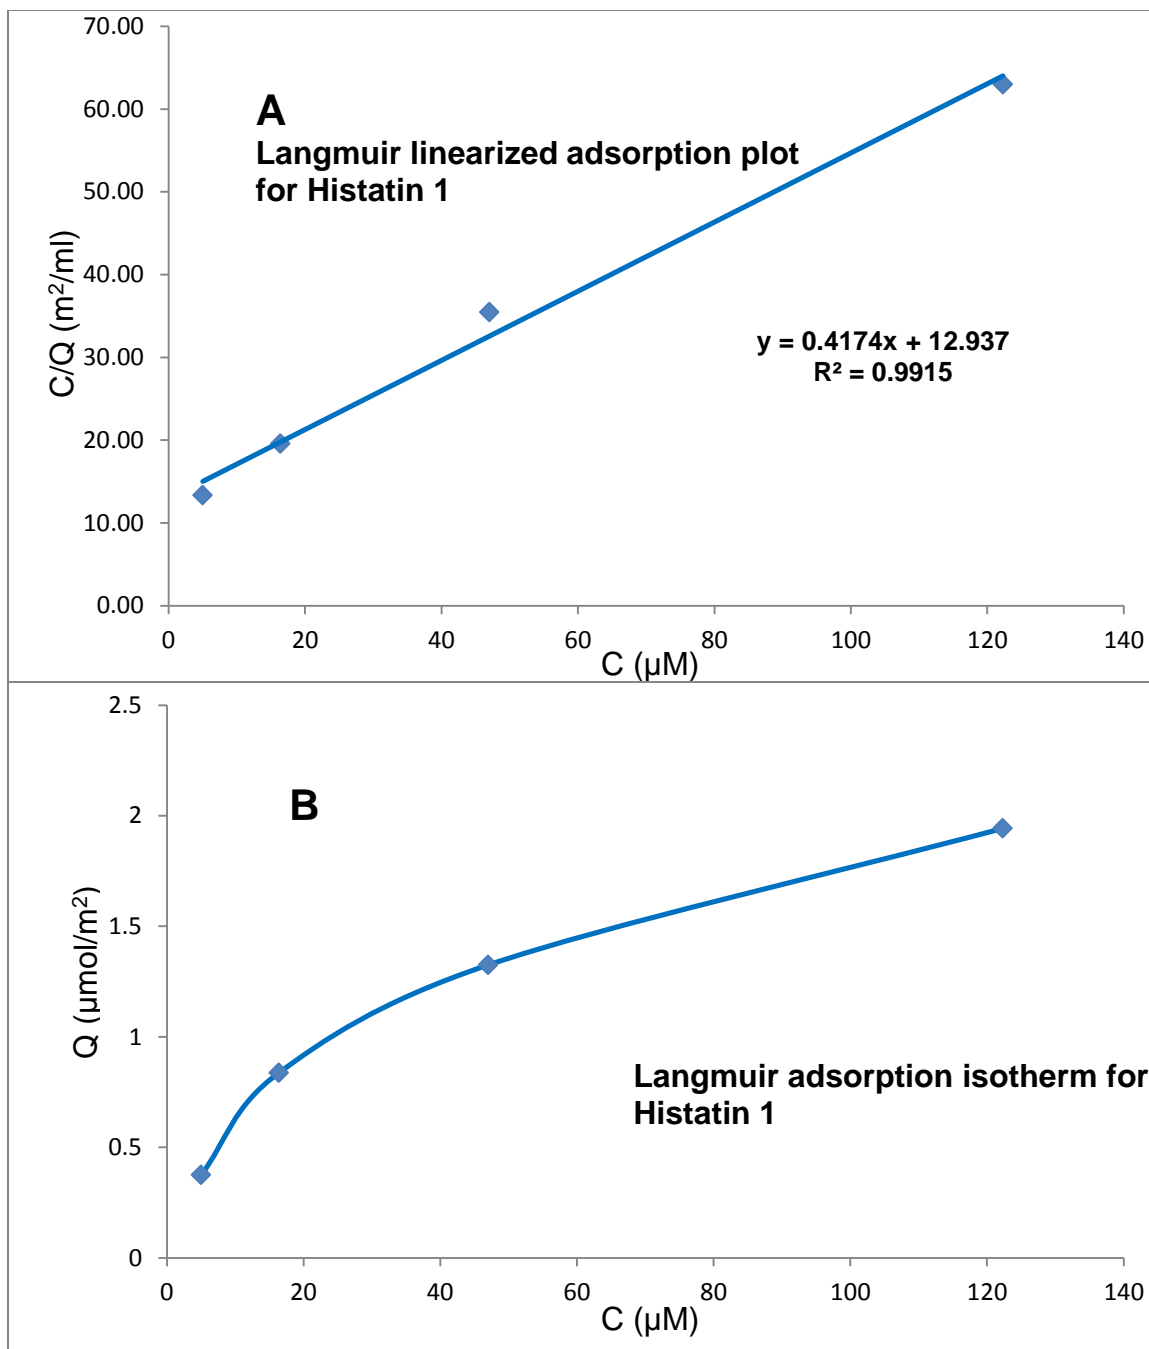 70.00
60.00
50.00
40.00
30.00
20.00
10.00
0.00
C/Q (m²/ml)
A
Langmuir linearized adsorption plot
for Histatin 1
y = 0.4174x + 12.937
R² = 0.9915
0 20 40 60 80 100 120 140
C (µM)
2.5
2
1.5
1
0.5
0
Q (µmol/m²)
B
Langmuir adsorption isotherm for
Histatin 1
0 20 40 60 80 100 120 140
C (µM)